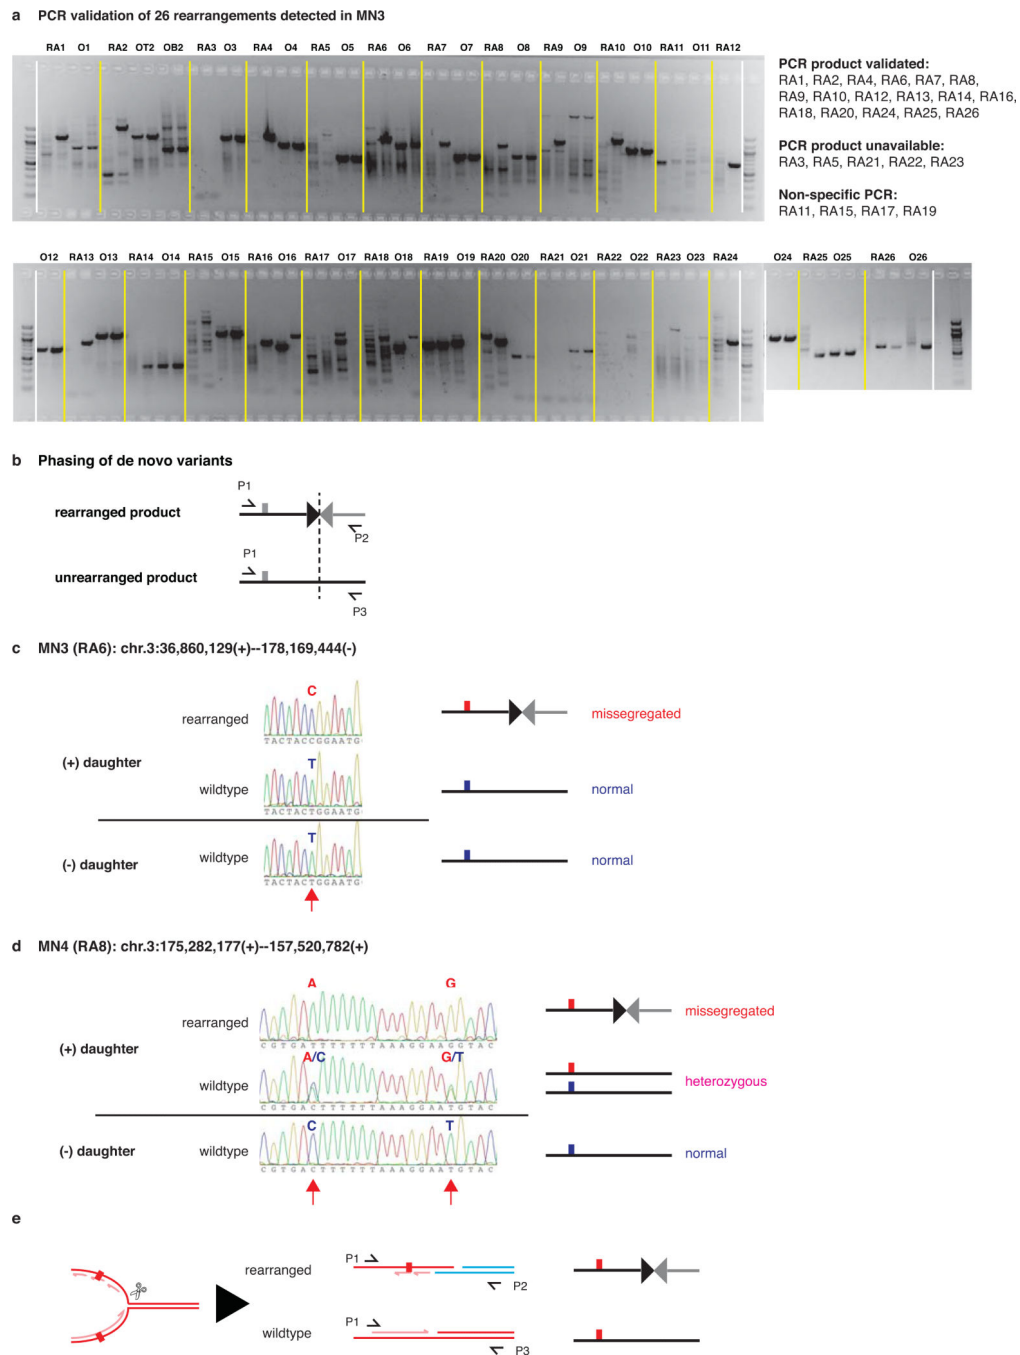 a PCR validation of 26 rearrangements detected in MN3
RA1 O1 RA2 OT2 OB2 RA3 O3 RA4 O4 RA5 O5 RA6 O6 RA7 O7 RA8 O8 RA9 O9 RA10 O10 RA11 O11 RA12
PCR product validated:
RA1, RA2, RA4, RA6, RA7, RA8,
RA9, RA10, RA12, RA13, RA14, RA16,
RA18, RA20, RA24, RA25, RA26
PCR product unavailable:
RA3, RA5, RA21, RA22, RA23
Non-specific PCR:
RA11, RA15, RA17, RA19
O12 RA13 O13 RA14 O14 RA15 O15 RA16 O16 RA17 O17 RA18 O18 RA19 O19 RA20 O20 RA21 O21 RA22 O22 RA23 O23 RA24 O24 RA25 O25 RA26 O26
b Phasing of de novo variants
P1
rearranged product
P2
P1
unrearranged product
P3
c MN3 (RA6): chr.3:36,860,129(+)--178,169,444(-)
C
rearranged
missegregated
TACTACCGGAATG
(+) daughter
T
wildtype
normal
TACTACTGGAATG
T
(-) daughter
wildtype
normal
TACTACTGGAATG
d MN4 (RA8): chr.3:175,282,177(+)--157,520,782(+)
A G
rearranged
missegregated
CGTGATTTTTTAAAGGAGGTAC
(+) daughter
A/C G/T
wildtype
heterozygous
CGTGACTTTTTTAAAGGAATGTAC
C T
(-) daughter
wildtype
normal
CGTGACTTTTTTAAAGGAATGTAC
e
P1
rearranged
P2
P1
wildtype
P3